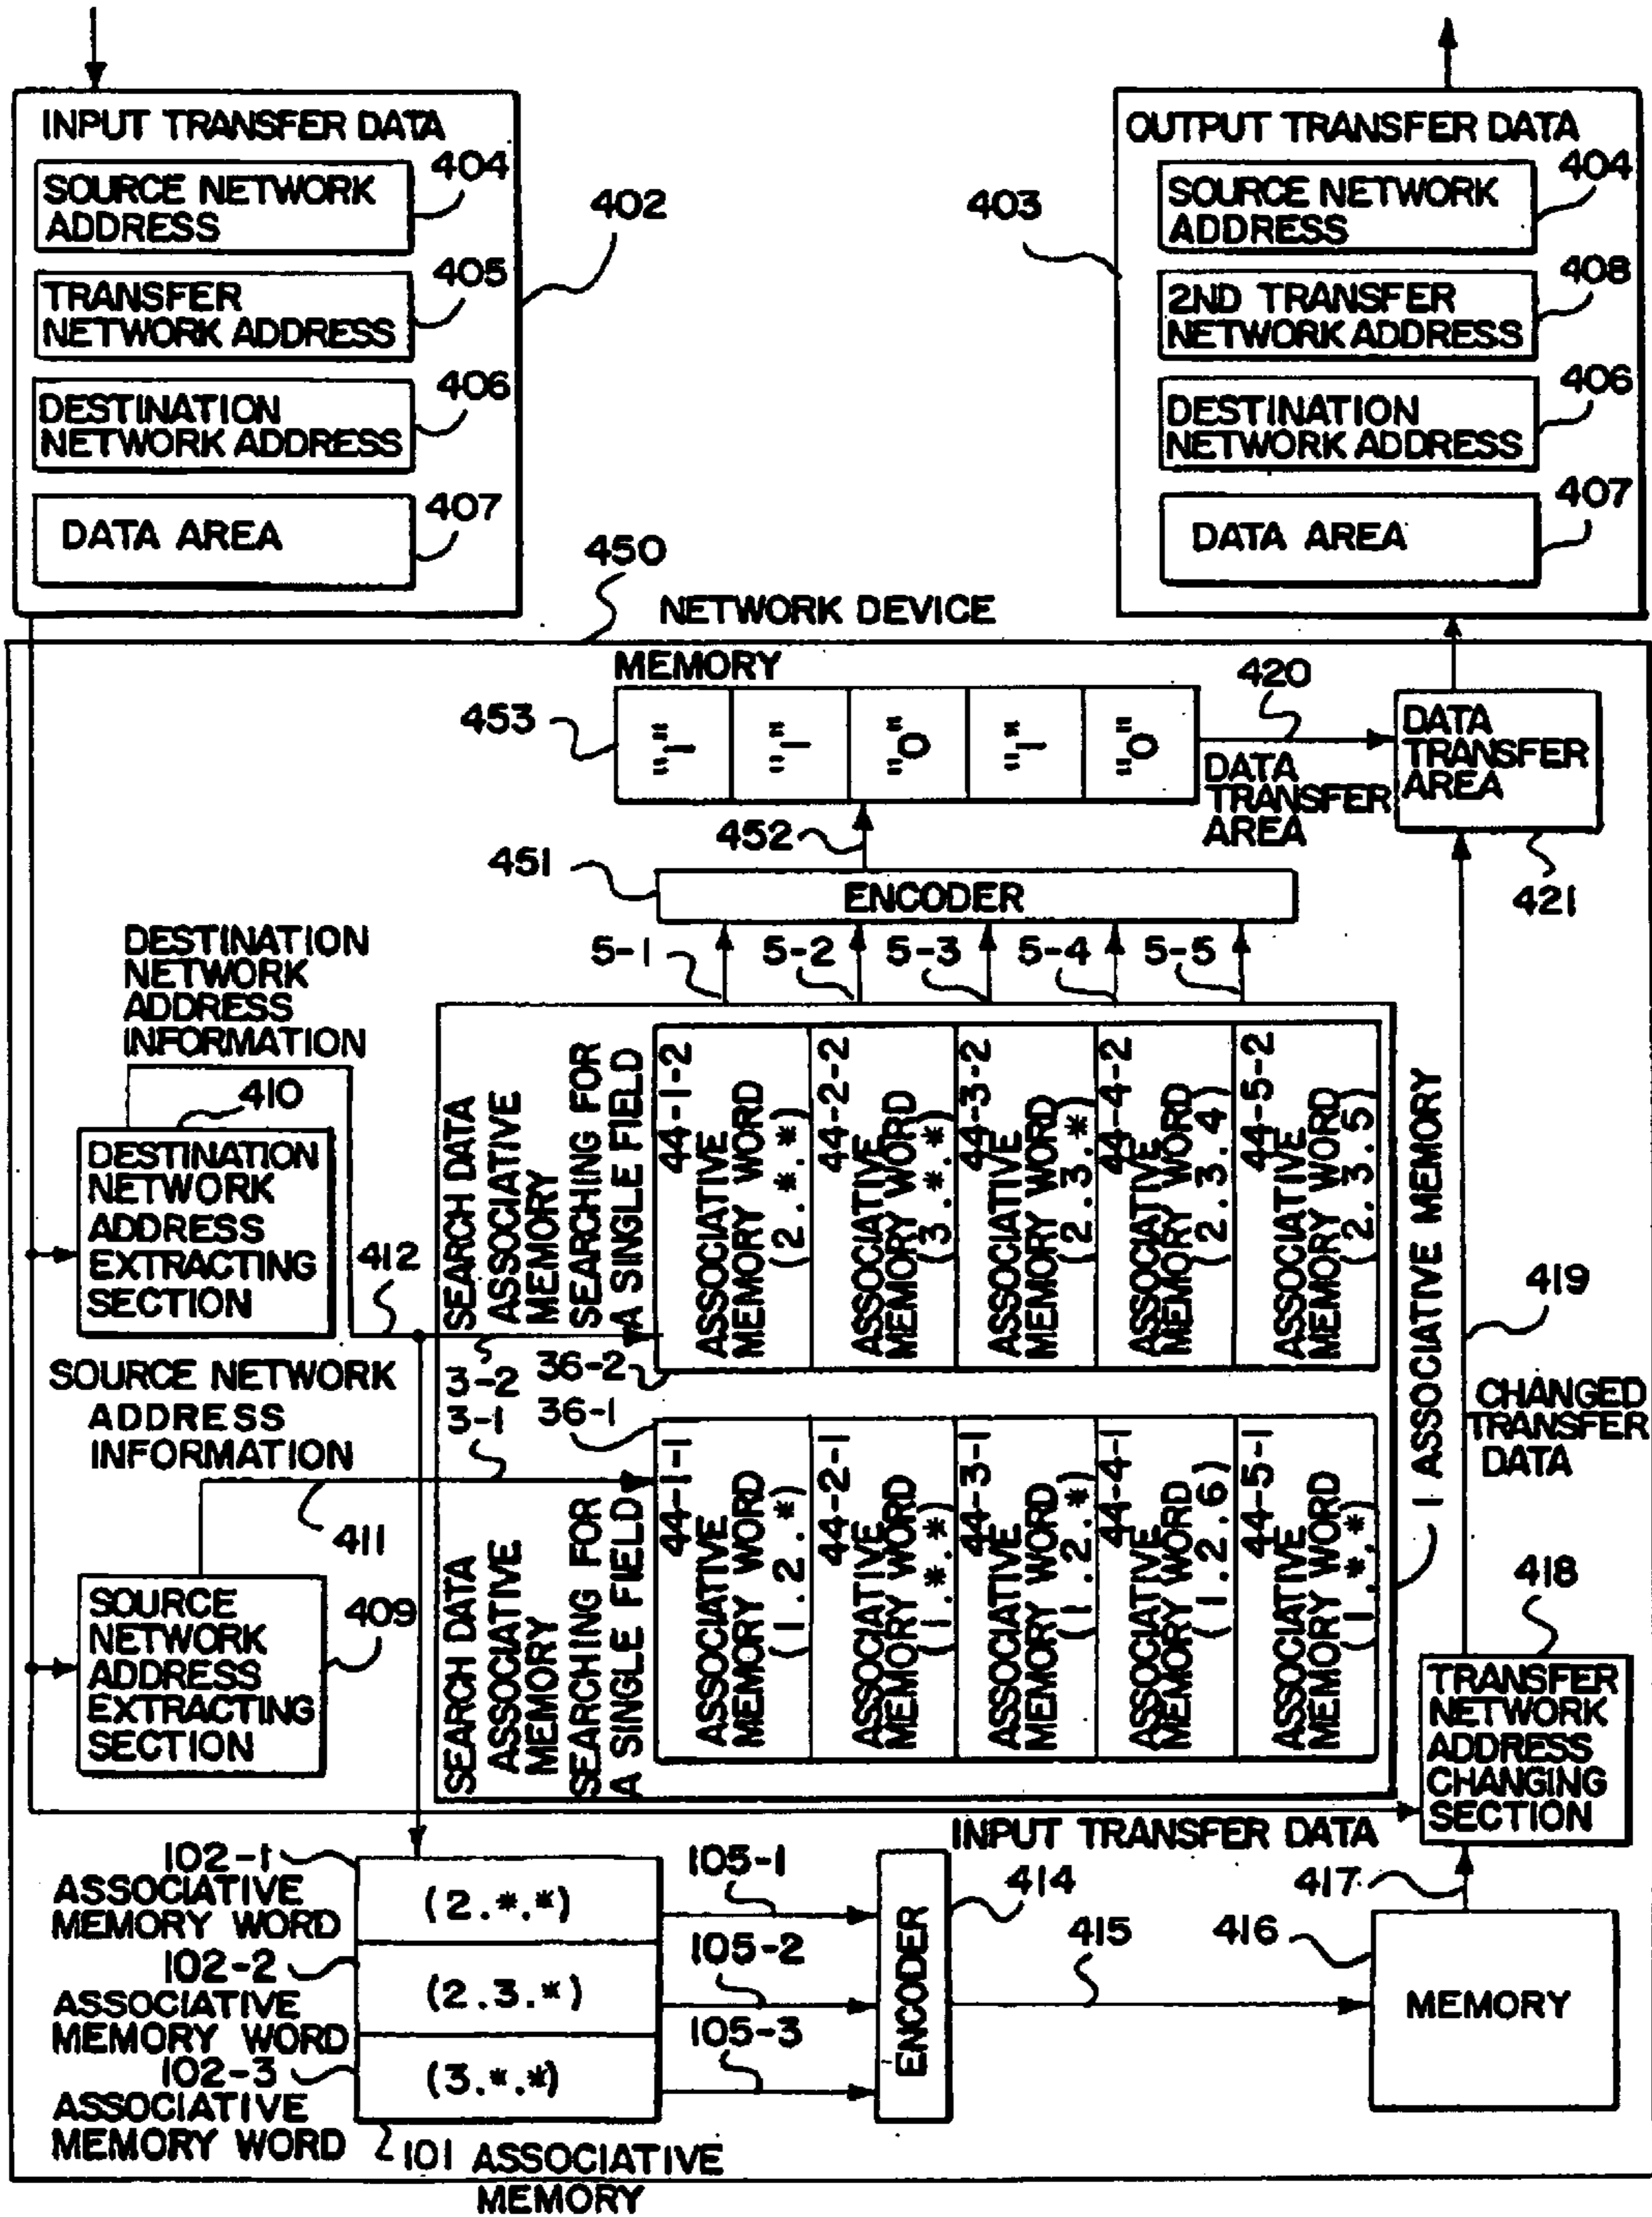 INPUT TRANSFER DATA
404
SOURCE NETWORK
ADDRESS
402
405
TRANSFER
NETWORK ADDRESS
406
DESTINATION
NETWORK ADDRESS
407
DATA AREA
OUTPUT TRANSFER DATA
404
SOURCE NETWORK
ADDRESS
403
408
2ND TRANSFER
NETWORK ADDRESS
406
DESTINATION
NETWORK ADDRESS
407
DATA AREA
450
NETWORK DEVICE
MEMORY
453
"1"
"1"
"0"
"1"
"0"
420
DATA
TRANSFER
AREA
DATA
TRANSFER
AREA
421
452
451
ENCODER
5-1
5-2
5-3
5-4
5-5
DESTINATION
NETWORK
ADDRESS
INFORMATION
410
DESTINATION
NETWORK
ADDRESS
EXTRACTING
SECTION
412
SEARCH DATA
ASSOCIATIVE
MEMORY
SEARCHING FOR
A SINGLE FIELD
44-1-2
ASSOCIATIVE
MEMORY WORD
(2.*.*)
44-2-2
ASSOCIATIVE
MEMORY WORD
(3.*.*)
44-3-2
ASSOCIATIVE
MEMORY WORD
(2.3.*)
44-4-2
ASSOCIATIVE
MEMORY WORD
(2.3.4)
44-5-2
ASSOCIATIVE
MEMORY WORD
(2.3.5)
1 ASSOCIATIVE MEMORY
419
CHANGED
TRANSFER
DATA
SOURCE NETWORK
ADDRESS
INFORMATION
3-2
36-2
3-1
36-1
411
SEARCH DATA
ASSOCIATIVE
MEMORY
SEARCHING FOR
A SINGLE FIELD
44-1-1
ASSOCIATIVE
MEMORY WORD
(1.2.*)
44-2-1
ASSOCIATIVE
MEMORY WORD
(1.*.*)
44-3-1
ASSOCIATIVE
MEMORY WORD
(1.2.*)
44-4-1
ASSOCIATIVE
MEMORY WORD
(1.2.6)
44-5-1
ASSOCIATIVE
MEMORY WORD
(1.*.*)
SOURCE
NETWORK
ADDRESS
EXTRACTING
SECTION
409
418
TRANSFER
NETWORK
ADDRESS
CHANGING
SECTION
INPUT TRANSFER DATA
102-1
ASSOCIATIVE
MEMORY WORD
(2.*.*)
105-1
102-2
ASSOCIATIVE
MEMORY WORD
(2.3.*)
105-2
102-3
ASSOCIATIVE
MEMORY WORD
(3.*.*)
105-3
101 ASSOCIATIVE
MEMORY
ENCODER
414
415
416
417
MEMORY